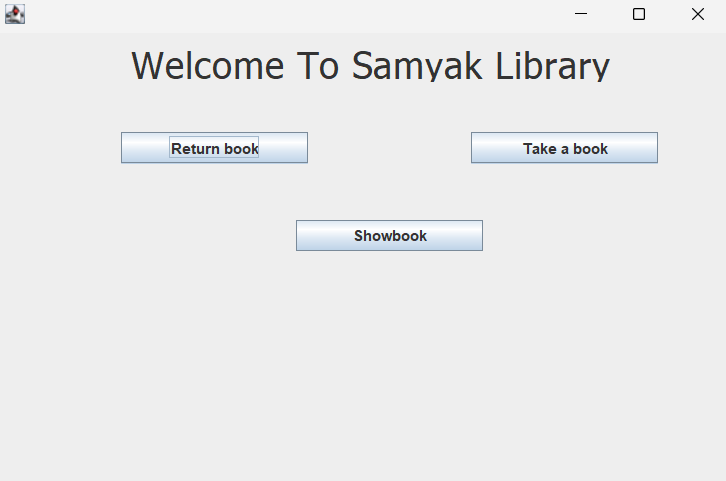 Welcome To Samyak Library
Return book
Take a book
Showbook